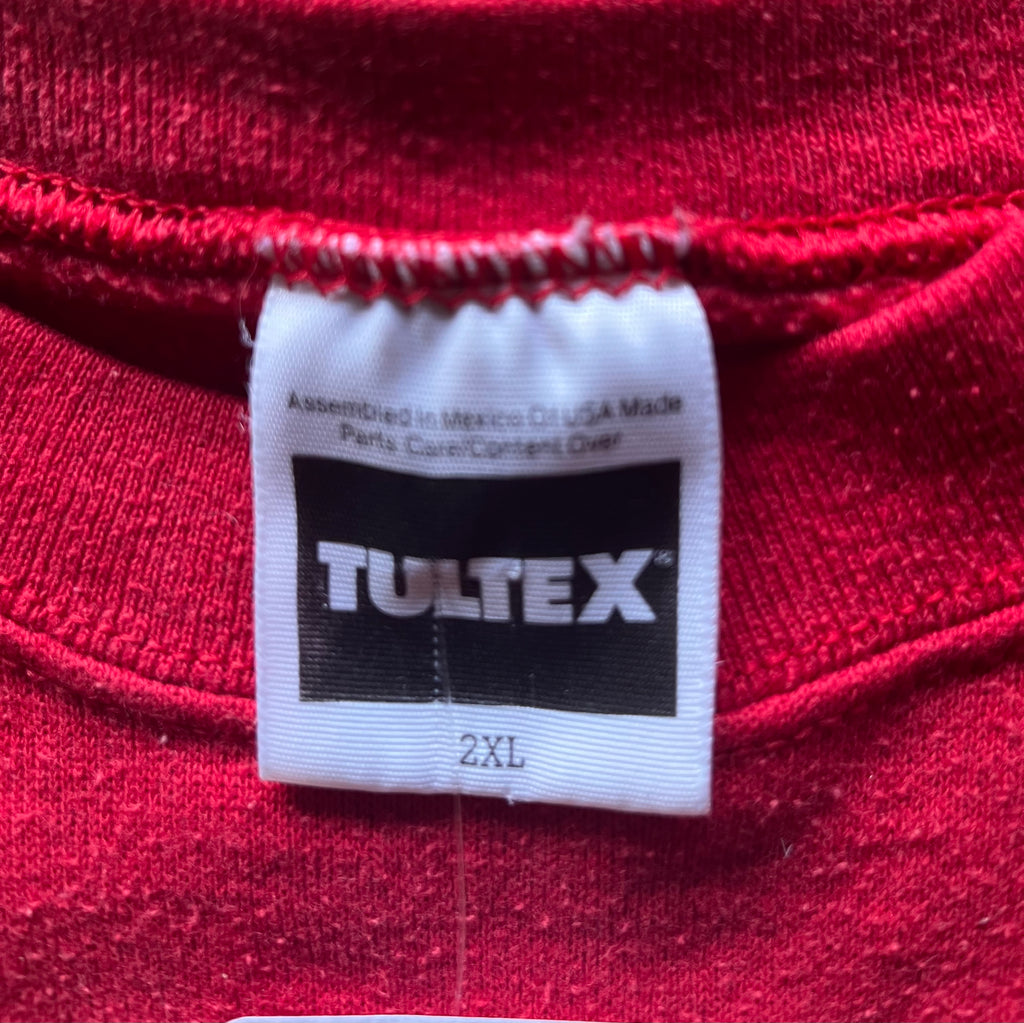 Assembled in Mexico Of USA Made
Parts Care/Content Over
TULTEX®
2XL